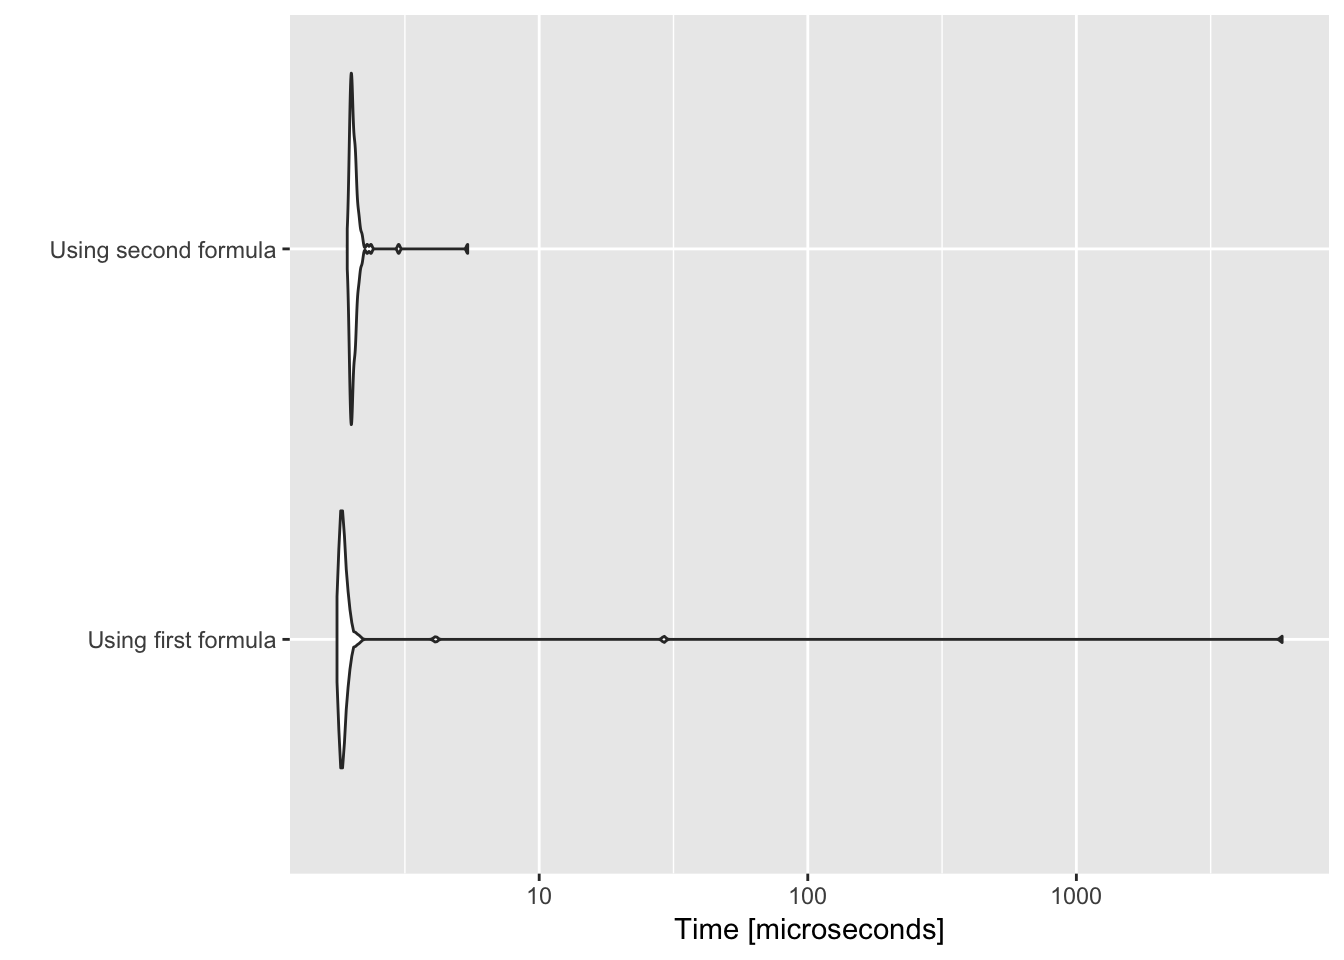 Using second formula
Using first formula
10 100 1000
Time [microseconds]